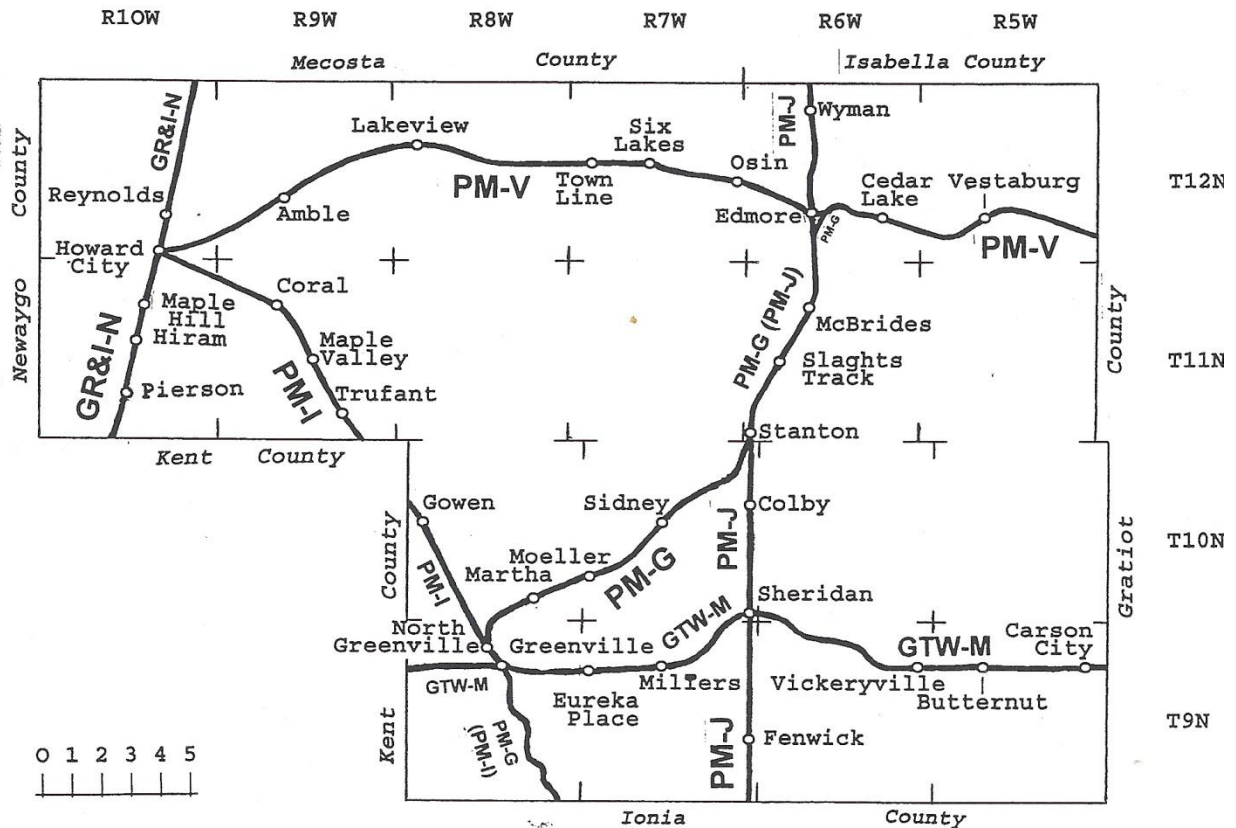 R10W R9W R8W R7W R6W R5W
Mecosta County Isabella County
GR&I-N
PM-J
Wyman
Lakeview
Six
Lakes
Osin
PM-V
Town
Line
Cedar
Lake
Vestaburg
T12N
Newaygo County
Reynolds
Amble
Edmore
PM-G
PM-V
Howard
City
Coral
Maple
Hill
Hiram
Maple
Valley
PM-G (PM-J)
McBrides
Slaghts
Track
County
T11N
GR&I-N
Pierson
PM-I
Trufant
Stanton
Kent County
Gowen
Sidney
Colby
County
PM-I
Moeller
Martha
PM-G
PM-J
Gratiot
T10N
Sheridan
North
Greenville
Greenville
GTW-M
GTW-M
Carson
City
GTW-M
Eureka
Place
Millers
Vickeryville
Butternut
Kent
PM-G
(PM-I)
PM-J
Fenwick
T9N
0 1 2 3 4 5
Ionia County